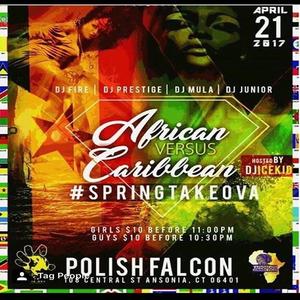 APRIL
21
2017
DJ FIRE | DJ PRESTIGE | DJ MULA | DJ JUNIOR
African
VERSUS
Caribbean
HOSTED BY
DJICEKID
#SPRINGTAKEOVA
GIRLS $10 BEFORE 11:00PM
GUYS $10 BEFORE 10:30PM
POLISH FALCON
Tag People
CENTRAL ST ANSONIA, CT 06401